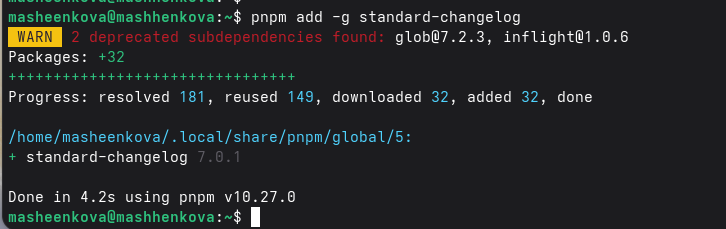 masheenkova@mashhenkova:~$ pnpm add -g standard-changelog
WARN 2 deprecated subdependencies found: glob@7.2.3, inflight@1.0.6
Packages: +32
++++++++++++++++++++++++++++++++
Progress: resolved 181, reused 149, downloaded 32, added 32, done
/home/masheenkova/.local/share/pnpm/global/5:
+ standard-changelog 7.0.1
Done in 4.2s using pnpm v10.27.0
masheenkova@mashhenkova:~$